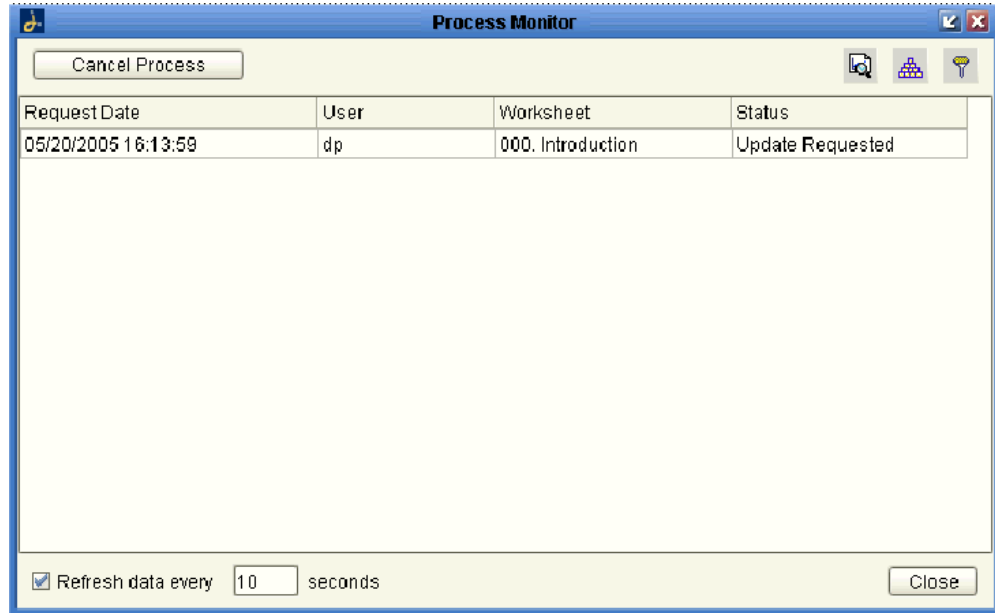 Process Monitor
Cancel Process
Request Date User Worksheet Status
05/20/2005 16:13:59 dp 000. Introduction Update Requested
Refresh data every 10 seconds Close